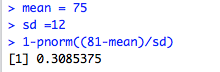 > mean = 75
> sd =12
> 1-pnorm((81-mean)/sd)
[1] 0.3085375